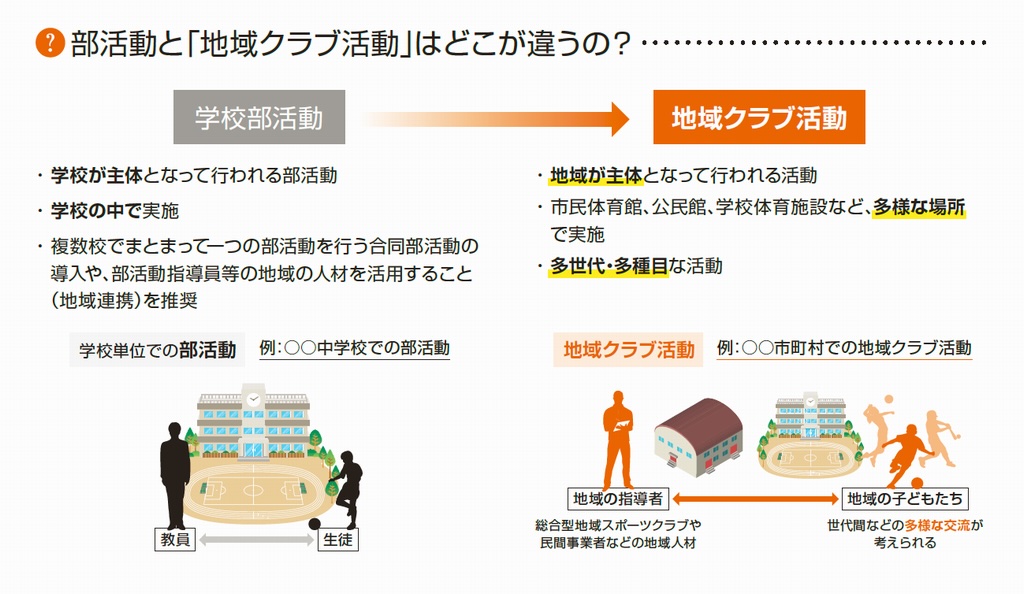 ? 部活動と「地域クラブ活動」はどこが違うの？
学校部活動
・学校が主体となって行われる部活動
・学校の中で実施
・複数校でまとまって一つの部活動を行う合同部活動の
導入や、部活動指導員等の地域の人材を活用すること
（地域連携）を推奨
学校単位での部活動 例：○○中学校での部活動
教員
生徒
地域クラブ活動
・地域が主体となって行われる活動
・市民体育館、公民館、学校体育施設など、多様な場所
で実施
・多世代・多種目な活動
地域クラブ活動 例：○○市町村での地域クラブ活動
地域の指導者
総合型地域スポーツクラブや
民間事業者などの地域人材
地域の子どもたち
世代間などの多様な交流が
考えられる